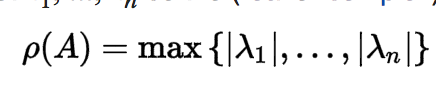 ρ(A) = max {|λ₁|, . . . , |λₙ|}